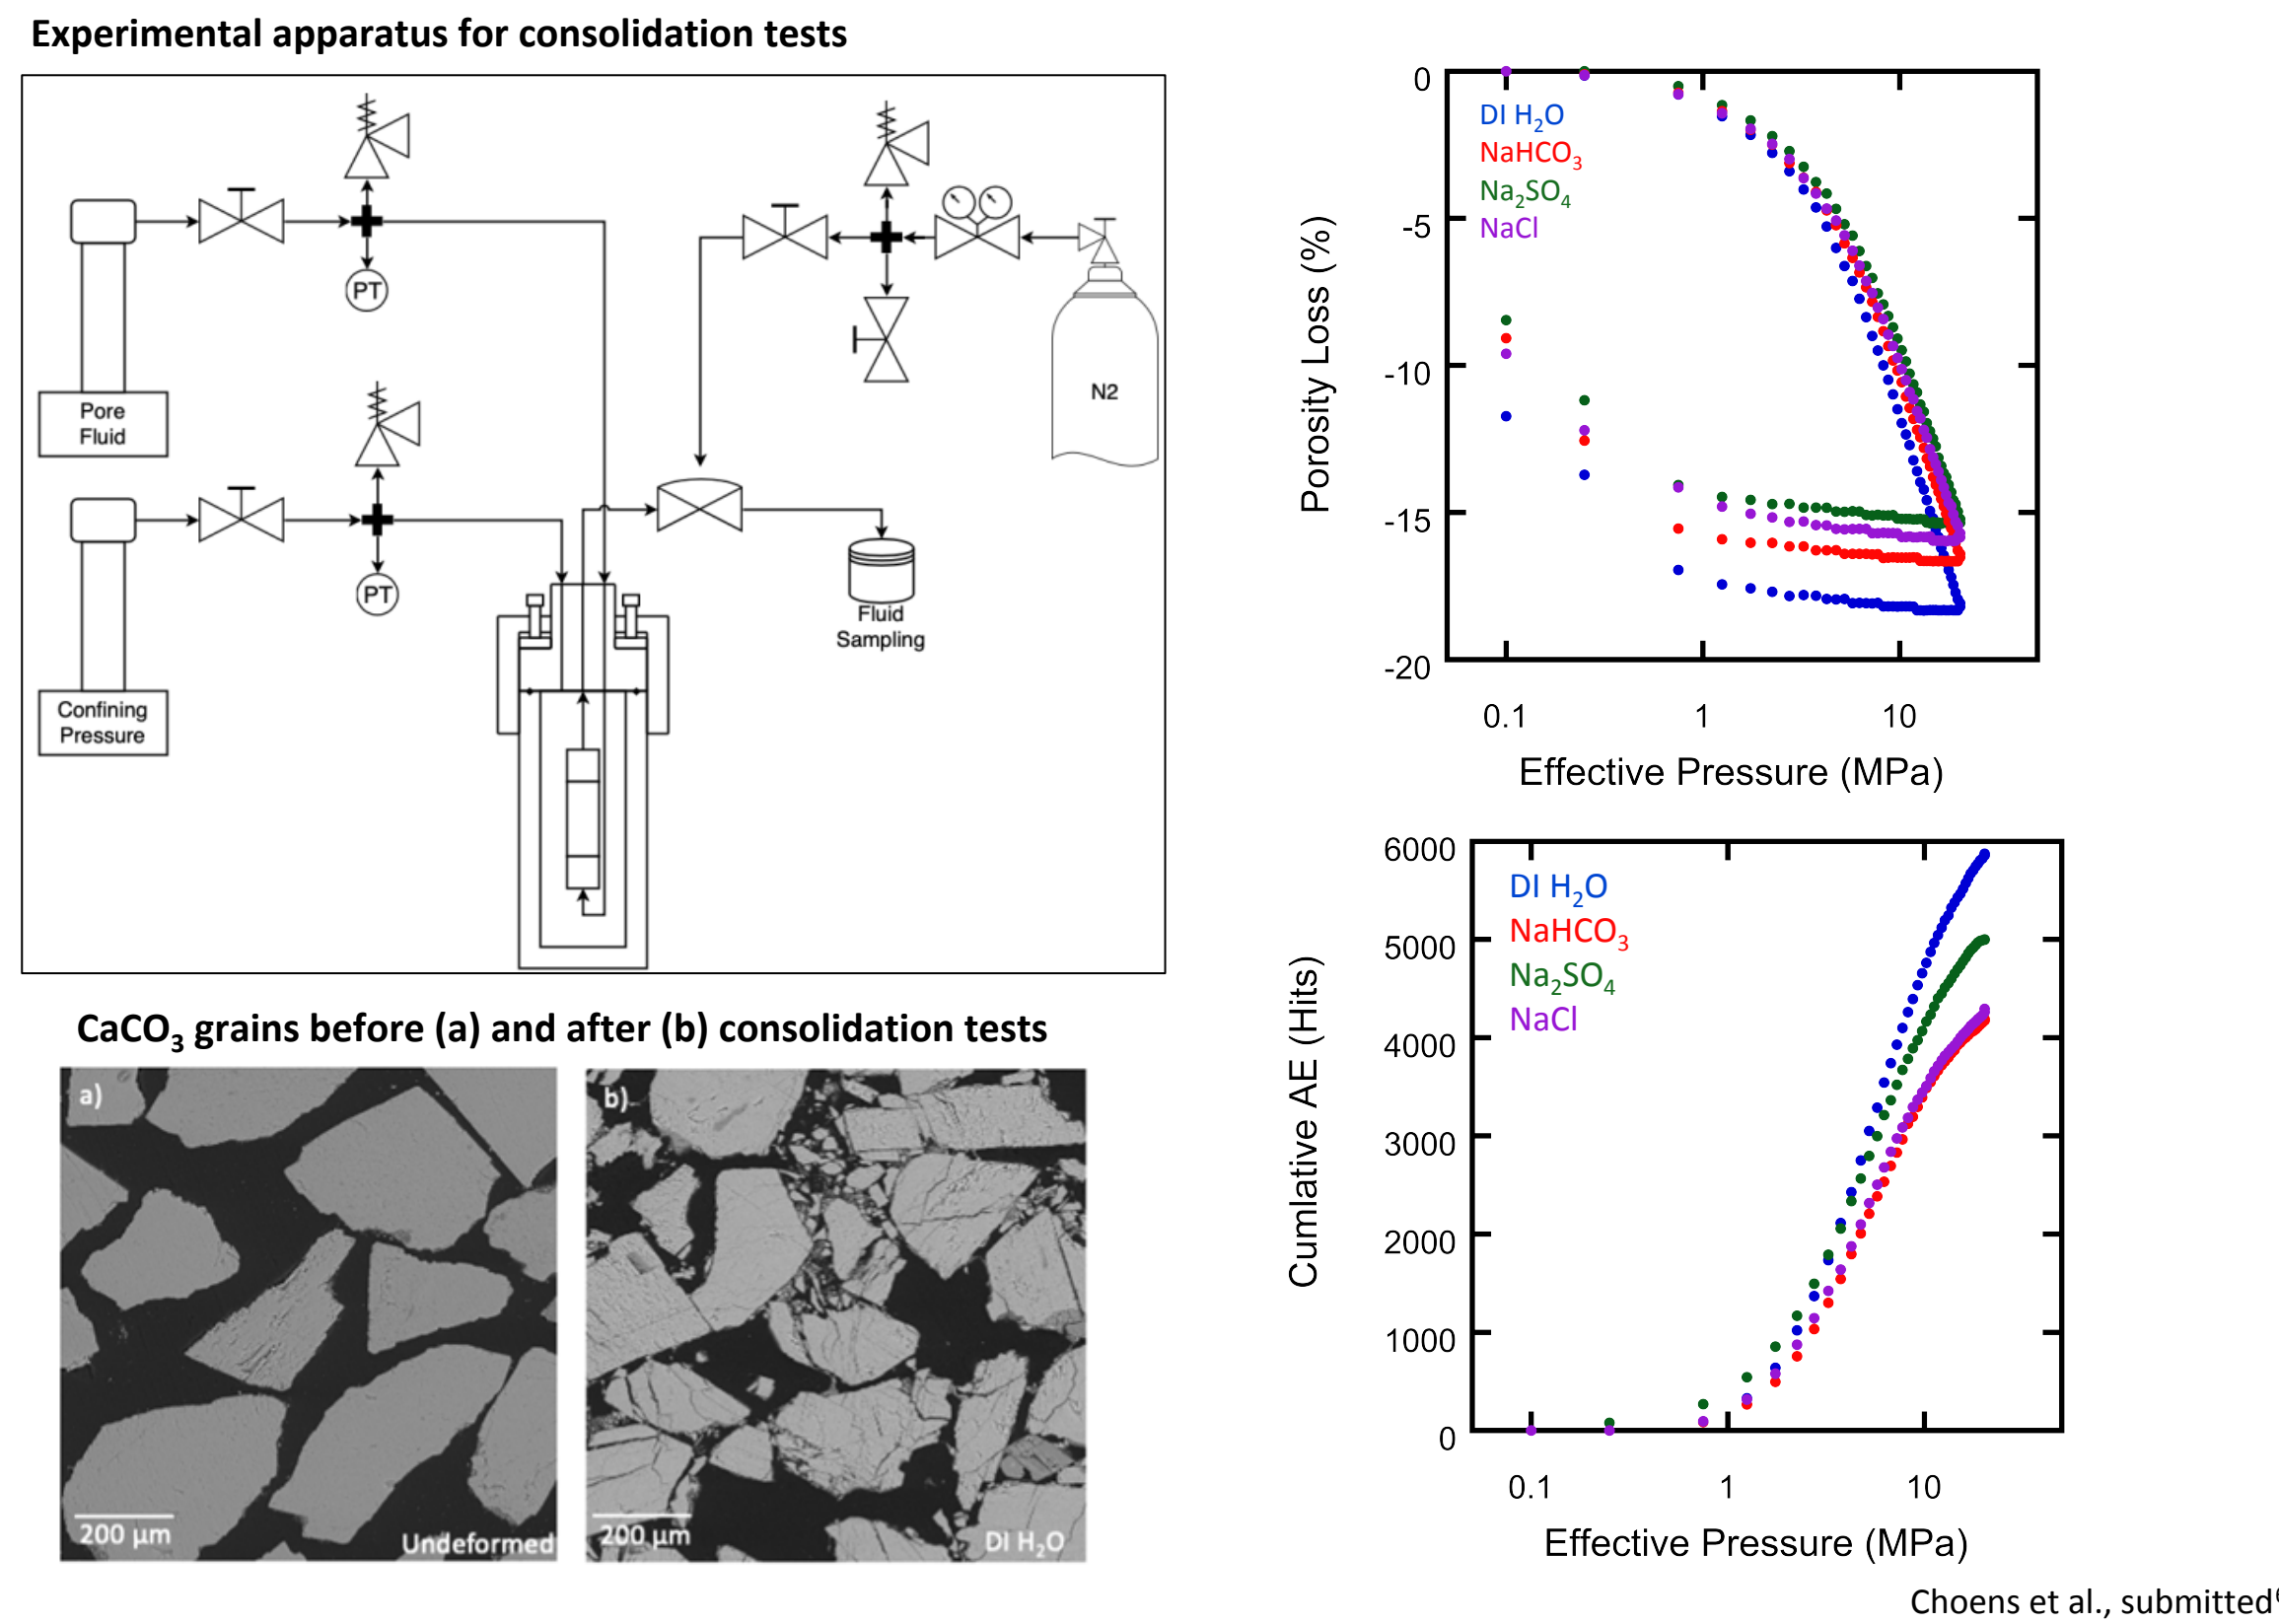 Experimental apparatus for consolidation tests
PT
Pore
Fluid
N2
PT
Confining
Pressure
Fluid
Sampling
CaCO3 grains before (a) and after (b) consolidation tests
a)
200 µm
Undeformed
b)
200 µm
DI H2O
0
-5
-10
-15
-20
Porosity Loss (%)
DI H2O
NaHCO3
Na2SO4
NaCl
0.1 1 10
Effective Pressure (MPa)
6000
5000
4000
3000
2000
1000
0
Cumlative AE (Hits)
DI H2O
NaHCO3
Na2SO4
NaCl
0.1 1 10
Effective Pressure (MPa)
Choens et al., submitted